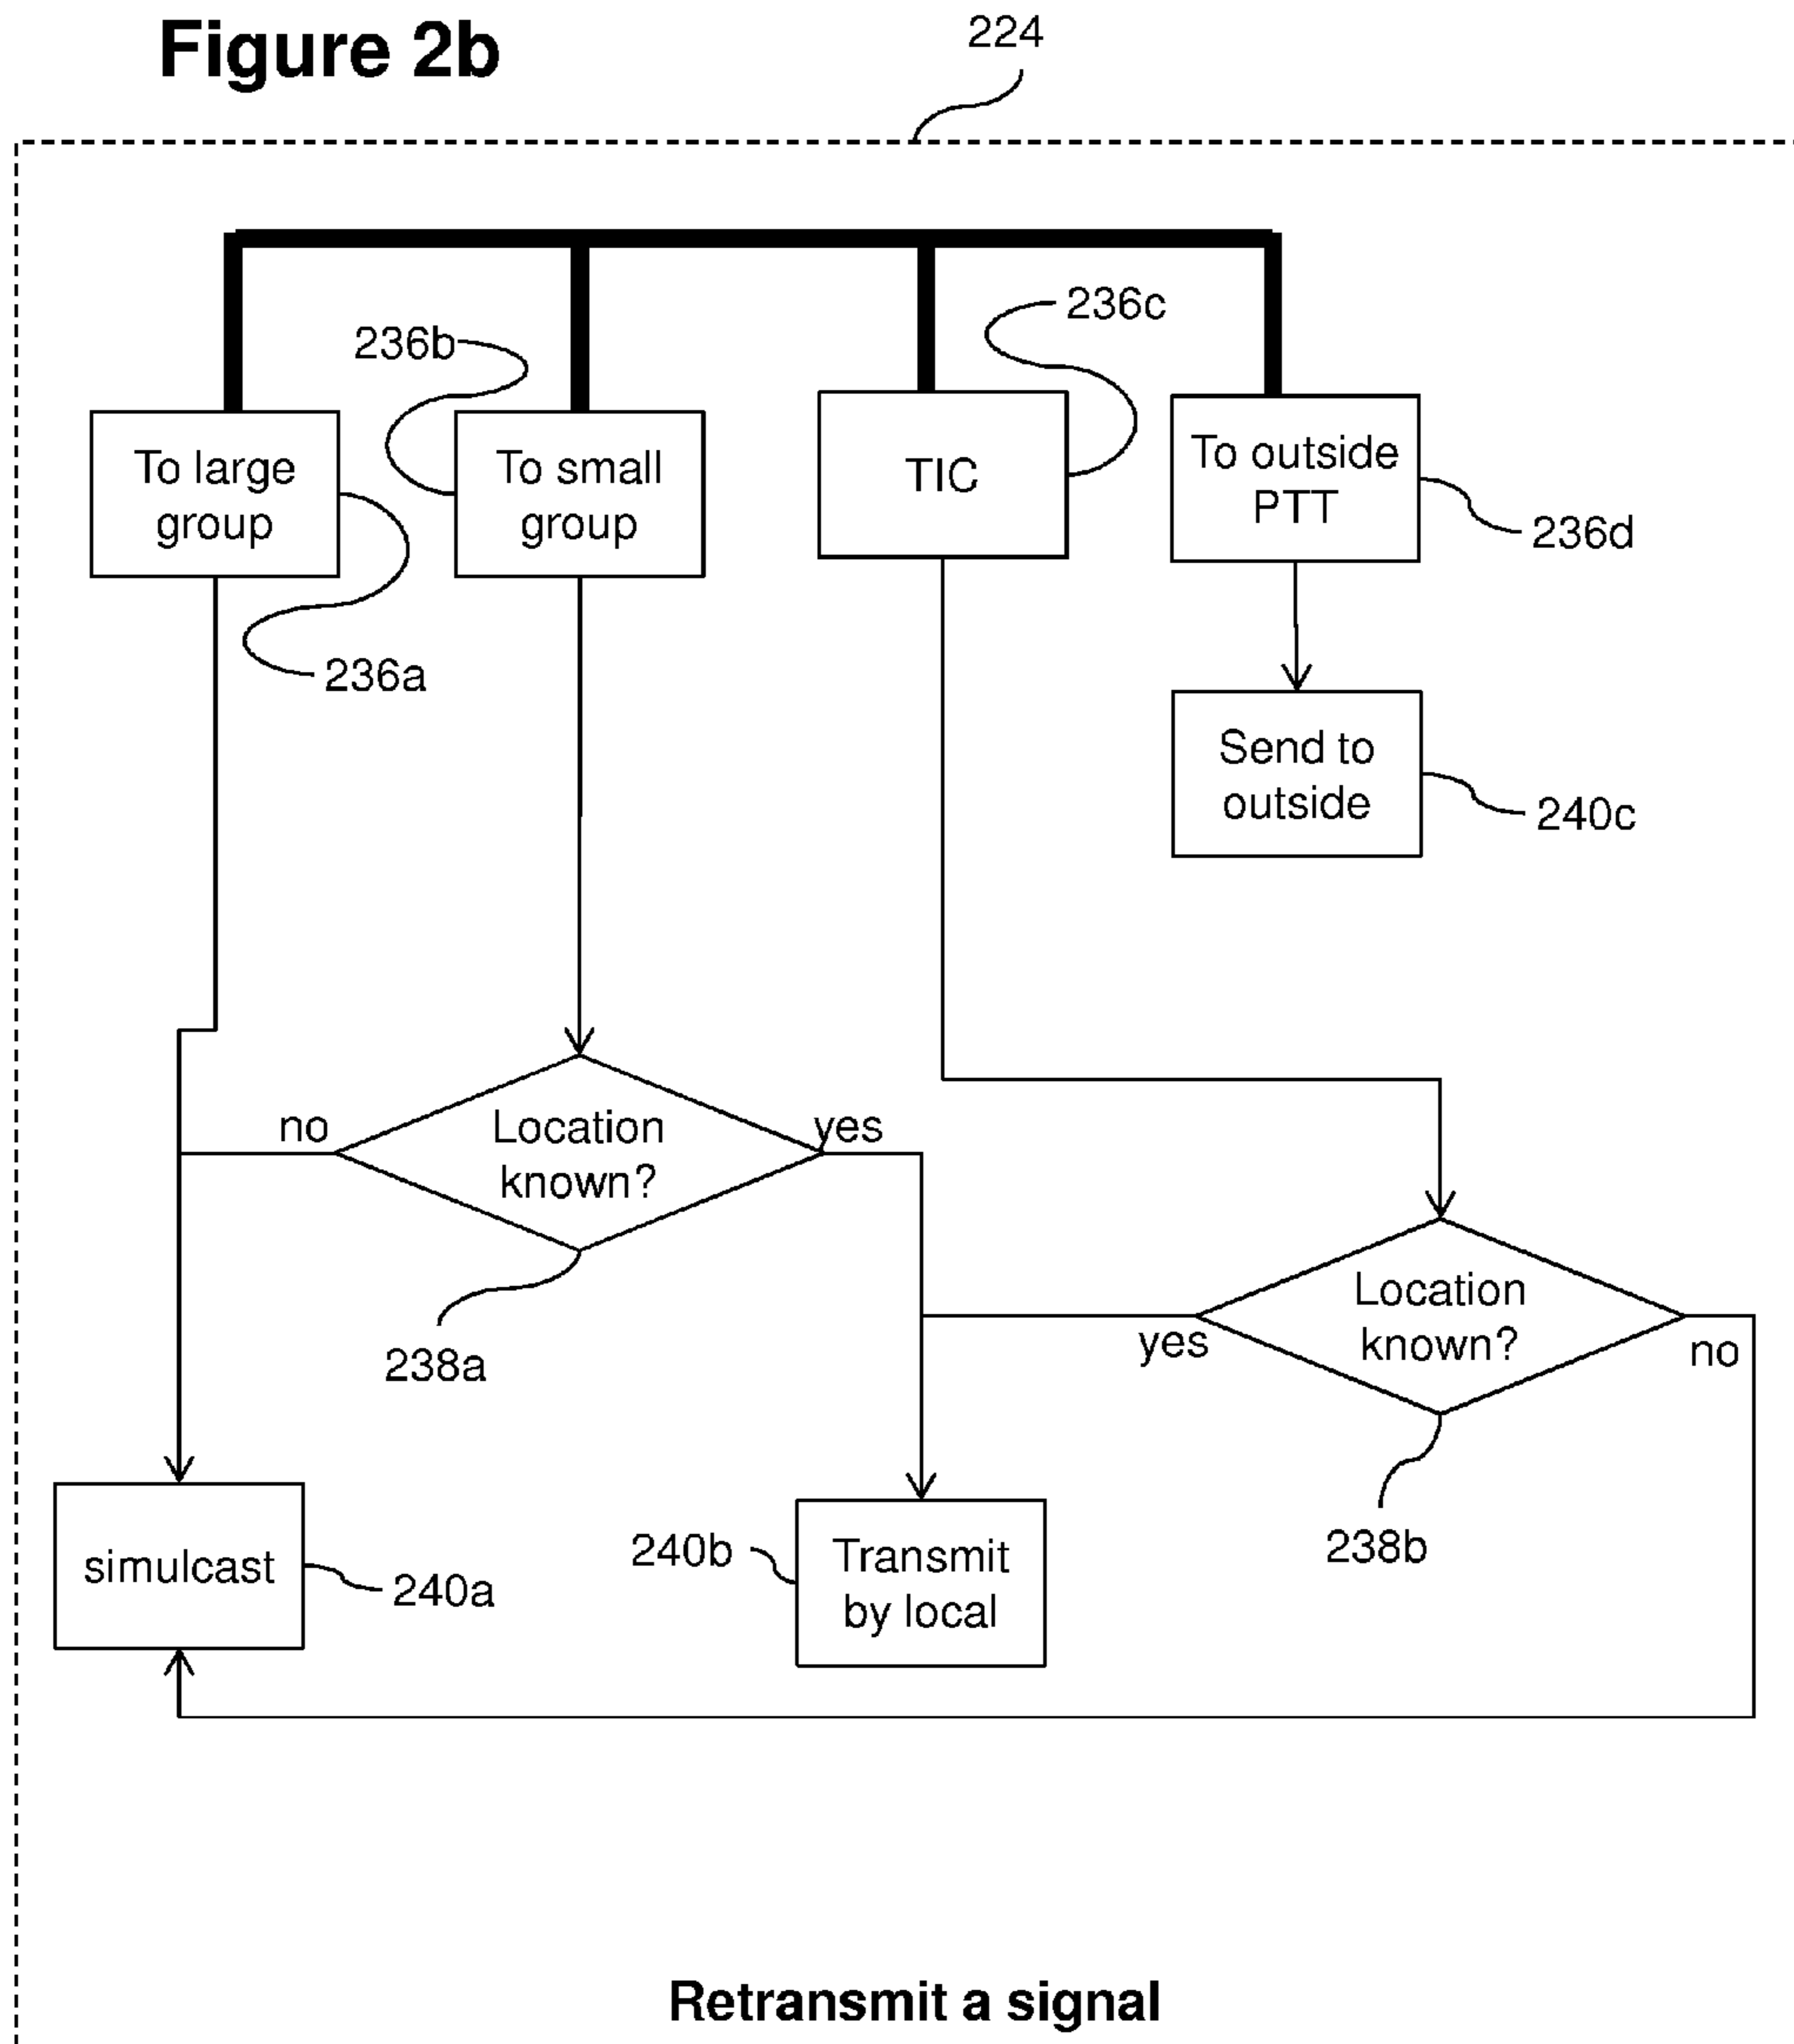 Figure 2b
224
236c
236b
To large
group
To small
group
TIC
To outside
PTT
236d
236a
Send to
outside
240c
no
Location
known?
yes
Location
known?
yes
no
238a
238b
simulcast
240a
240b
Transmit
by local
Retransmit a signal